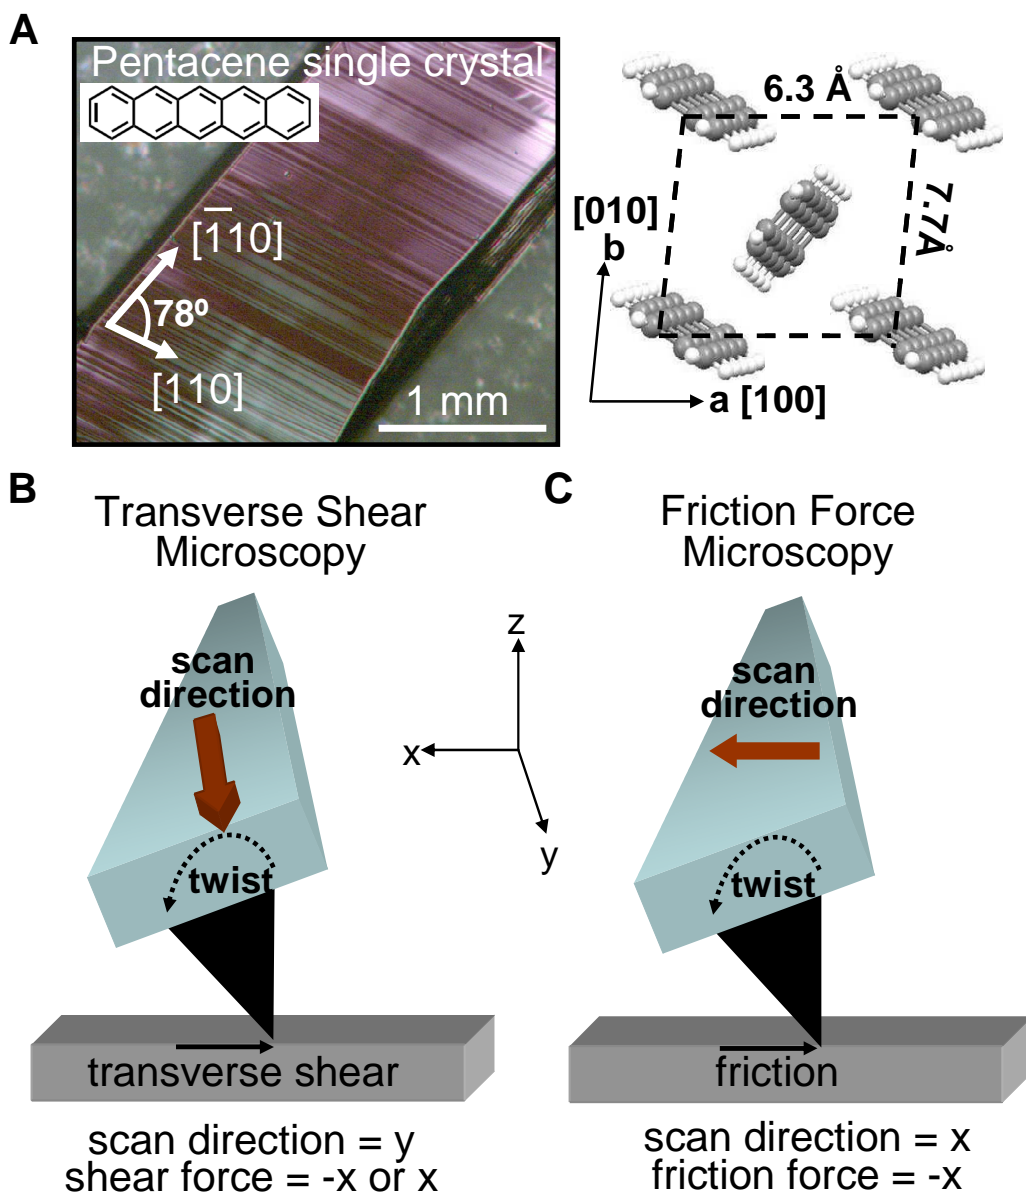 A
Pentacene single crystal
[1̅10]
78º
[110]
1 mm
6.3 Å
7.7Å
[010]
b
a [100]
B
Transverse Shear
Microscopy
scan
direction
twist
transverse shear
scan direction = y
shear force = -x or x
z
x
y
C
Friction Force
Microscopy
scan
direction
twist
friction
scan direction = x
friction force = -x